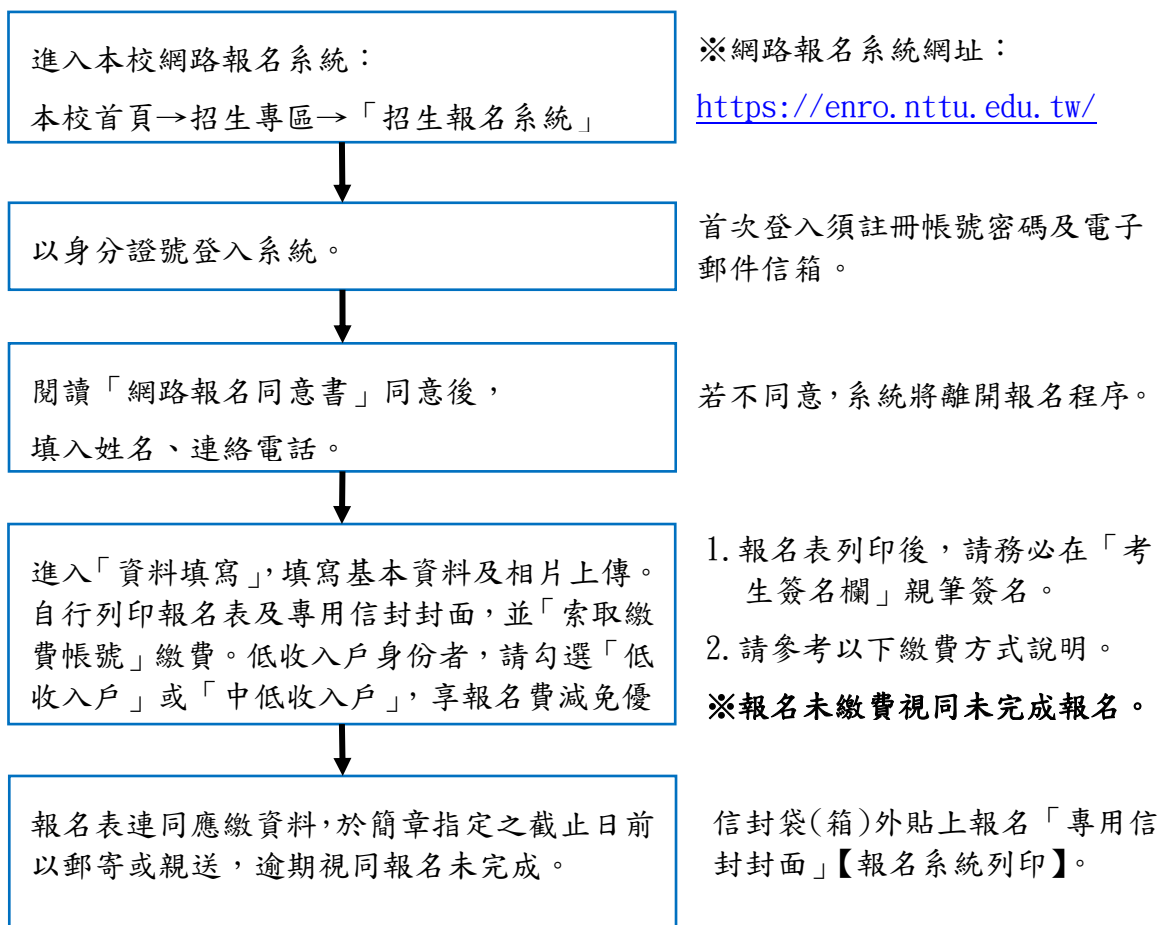 進入本校網路報名系統：
本校首頁→招生專區→「招生報名系統」
※網路報名系統網址：
https://enro.nttu.edu.tw/
以身分證號登入系統。
首次登入須註冊帳號密碼及電子
郵件信箱。
閱讀「網路報名同意書」同意後，
填入姓名、連絡電話。
若不同意，系統將離開報名程序。
進入「資料填寫」，填寫基本資料及相片上傳。
自行列印報名表及專用信封封面，並「索取繳
費帳號」繳費。低收入戶身份者，請勾選「低
收入戶」或「中低收入戶」，享報名費減免優
1.報名表列印後，請務必在「考
生簽名欄」親筆簽名。
2.請參考以下繳費方式說明。
※報名未繳費視同未完成報名。
報名表連同應繳資料，於簡章指定之截止日前
以郵寄或親送，逾期視同報名未完成。
信封袋(箱)外貼上報名「專用信
封封面」【報名系統列印】。